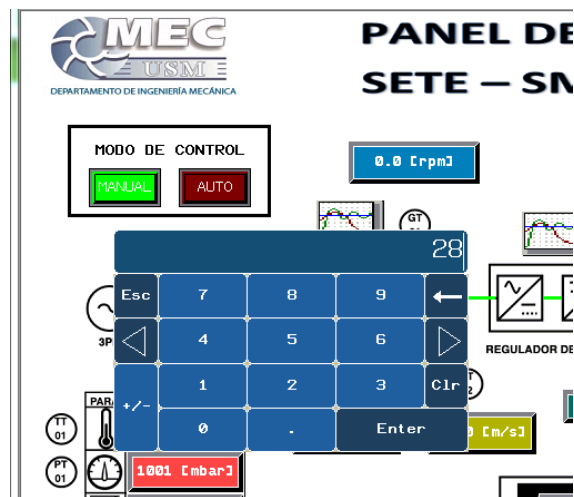 MEC
USM
DEPARTAMENTO DE INGENIERÍA MECÁNICA
PANEL DE
SETE – SM
MODO DE CONTROL
MANUAL AUTO
0.0 [rpm]
GT
28
Esc 7 8 9
4 5 6
3P
REGULADOR DE
+/- 1 2 3 Clr
0 . Enter
2
PARA
TT
01
[m/s]
PT
01
1001 [mbar]